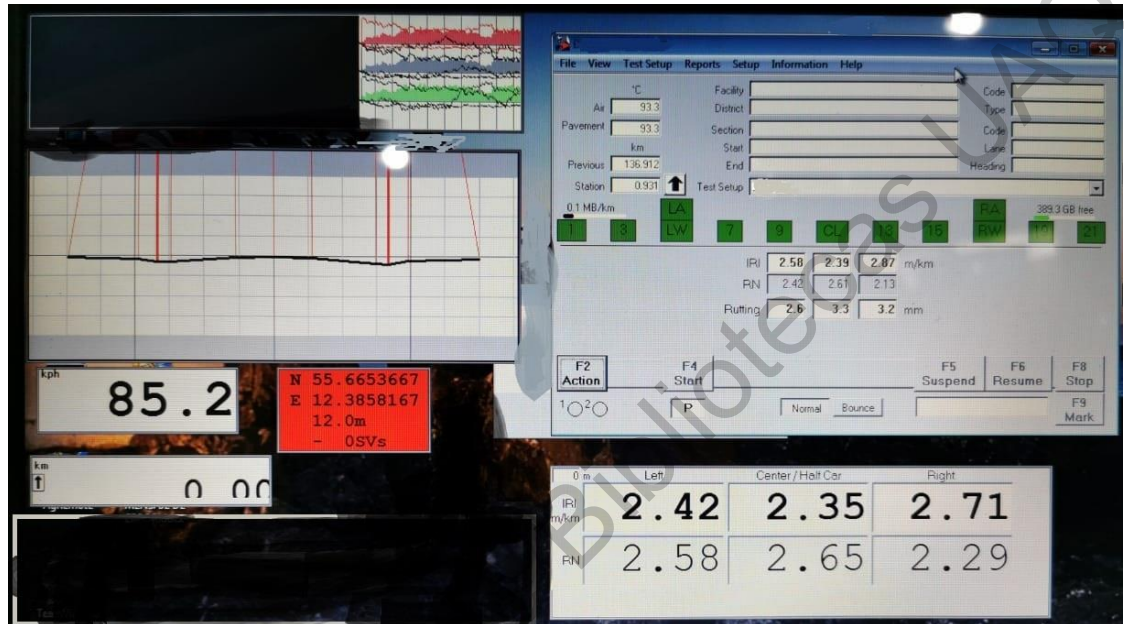 File View Test Setup Reports Setup Information Help
°C
Facility
Code
Air 93.3
District
Type
Pavement 93.3
Section
Code
km
Start
Lane
Previous 136.912
End
Heading
Station 0.931
Test Setup
0.1 MB/km
LA
RA
389.3 GB free
1 3 LW 7 9 CL 13 15 RW 19 21
IRI 2.58 2.39 2.87 m/km
RN 2.42 2.61 2.13
Rutting 2.6 3.3 3.2 mm
F2 Action
F4 Start
F5 Suspend
F6 Resume
F8 Stop
1 2
P
Normal Bounce
F9 Mark
kph
85.2
N 55.6653667
E 12.3858167
12.0m
- 0SVs
km
0 00
0 m Left Center / Half Car Right
IRI m/km 2.42 2.35 2.71
RN 2.58 2.65 2.29
Bibliotecas UAQ